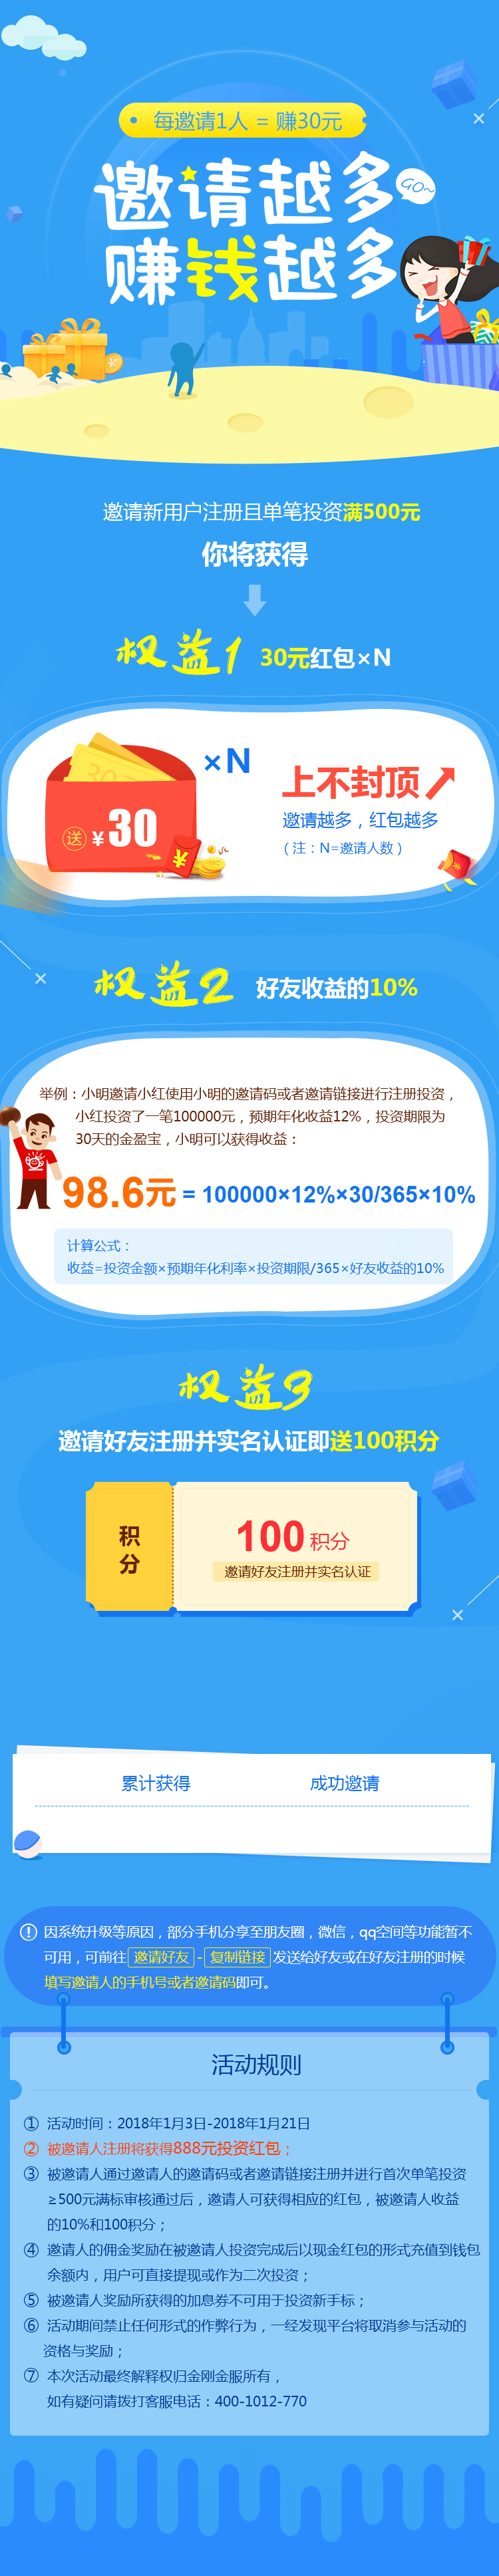 每邀请1人 = 赚30元
邀请越多
GO~
赚钱越多
邀请新用户注册且单笔投资满500元
你将获得
权益1 30元红包×N
30
×N
送 ¥30
¥
上不封顶
邀请越多，红包越多
（注：N=邀请人数）
权益2 好友收益的10%
举例：小明邀请小红使用小明的邀请码或者邀请链接进行注册投资，
小红投资了一笔100000元，预期年化收益12%，投资期限为
30天的金盈宝，小明可以获得收益：
98.6元 = 100000×12%×30/365×10%
计算公式：
收益=投资金额×预期年化利率×投资期限/365×好友收益的10%
权益3
邀请好友注册并实名认证即送100积分
积分
100 积分
邀请好友注册并实名认证
累计获得 成功邀请
因系统升级等原因，部分手机分享至朋友圈，微信，qq空间等功能暂不
可用，可前往 邀请好友 - 复制链接 发送给好友或在好友注册的时候
填写邀请人的手机号或者邀请码即可。
活动规则
① 活动时间：2018年1月3日-2018年1月21日
② 被邀请人注册将获得888元投资红包；
③ 被邀请人通过邀请人的邀请码或者邀请链接注册并进行首次单笔投资
≥500元满标审核通过后，邀请人可获得相应的红包，被邀请人收益
的10%和100积分；
④ 邀请人的佣金奖励在被邀请人投资完成后以现金红包的形式充值到钱包
余额内，用户可直接提现或作为二次投资；
⑤ 被邀请人奖励所获得的加息券不可用于投资新手标；
⑥ 活动期间禁止任何形式的作弊行为，一经发现平台将取消参与活动的
资格与奖励；
⑦ 本次活动最终解释权归金刚金服所有，
如有疑问请拨打客服电话：400-1012-770